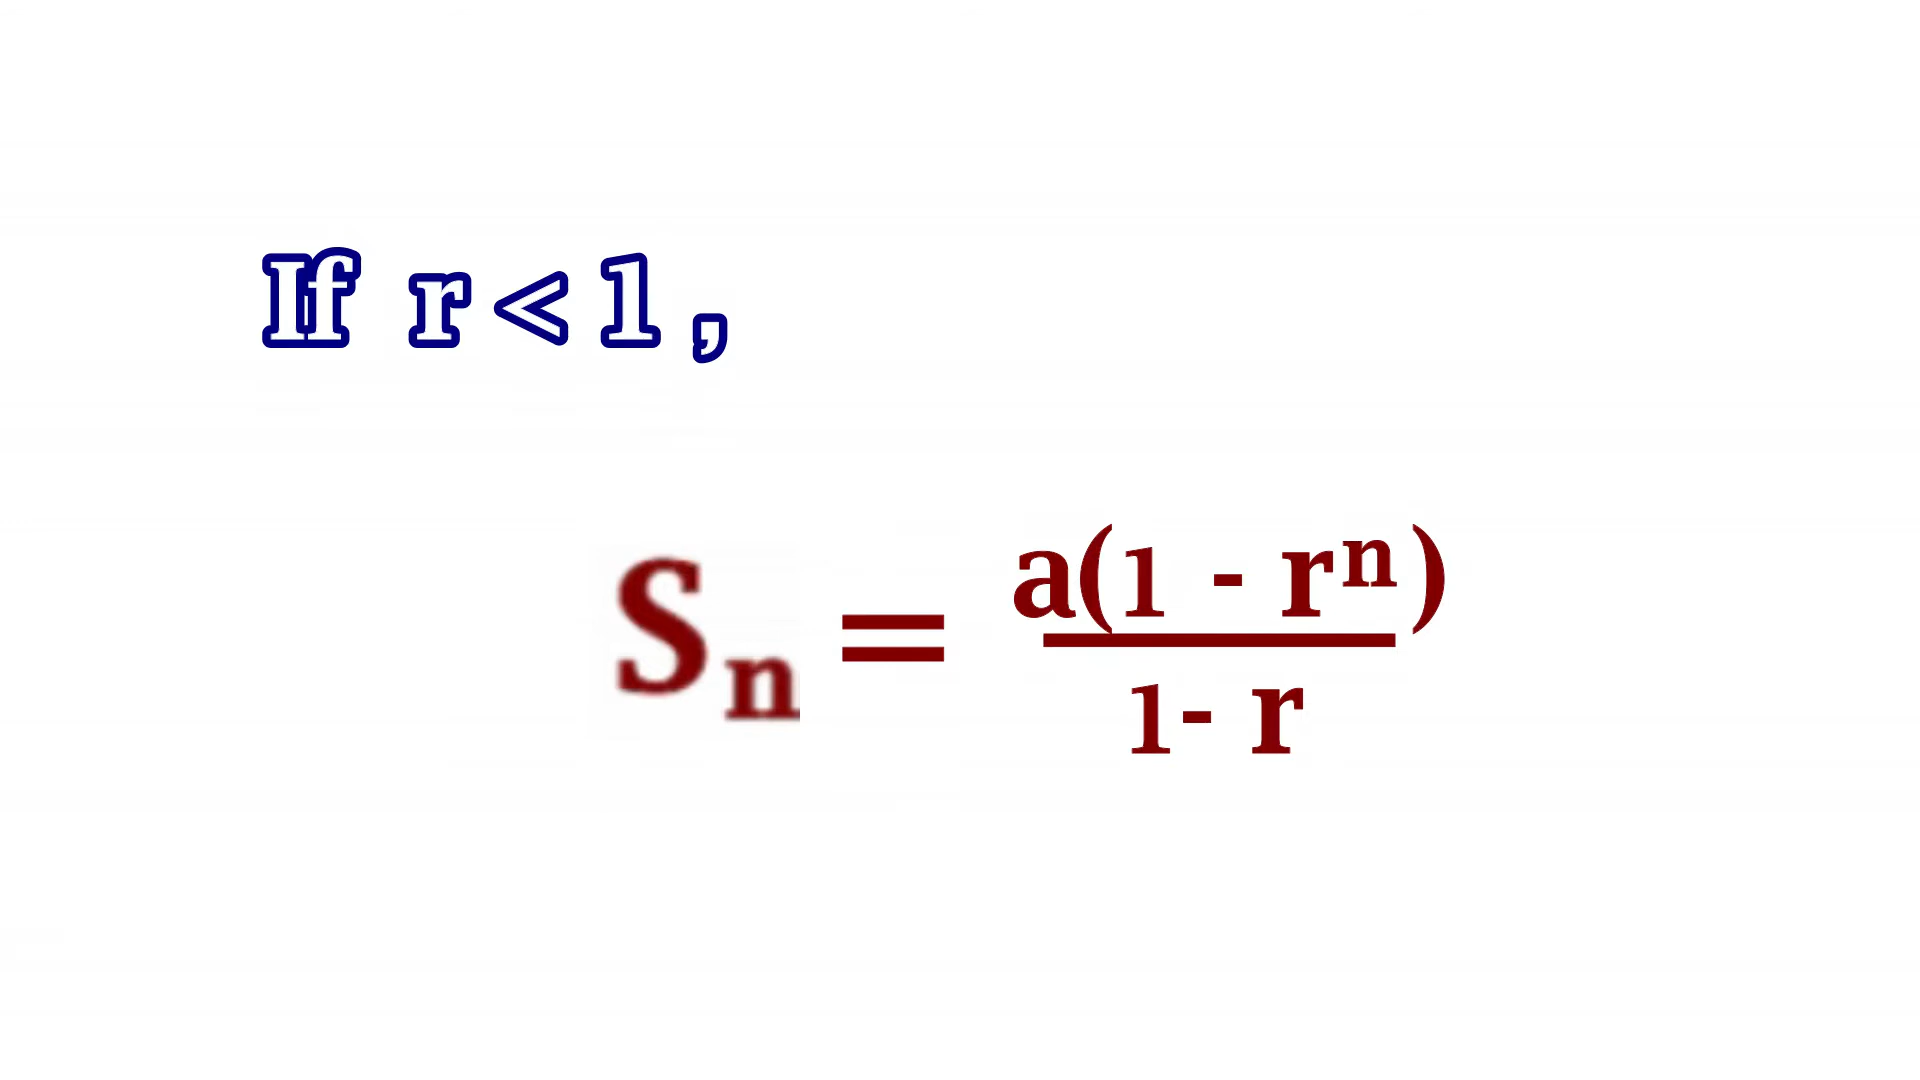 If r < 1 ,
Sₙ = a(1 - rⁿ)
1- r